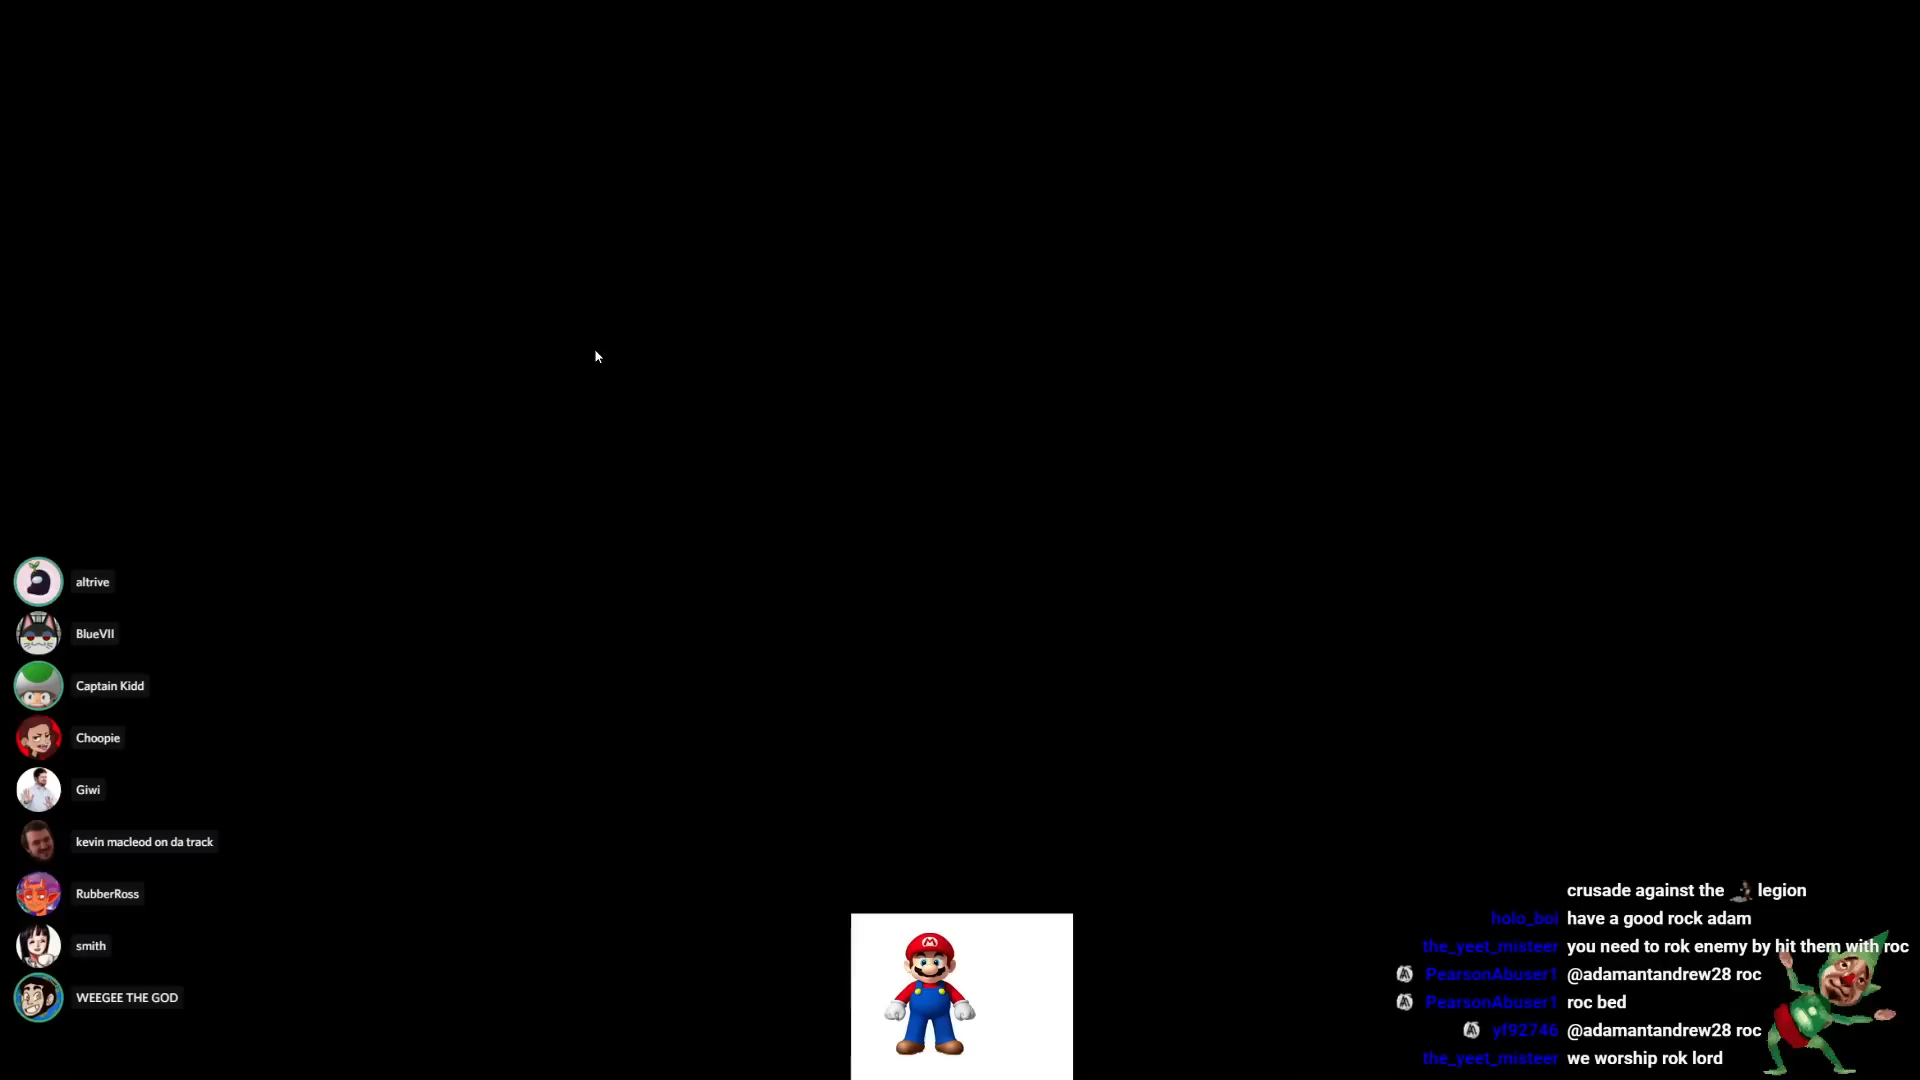 altrive
BlueVII
Captain Kidd
Choopie
Giwi
kevin macleod on da track
RubberRoss
smith
WEEGEE THE GOD
M
crusade against the legion
holo_boi have a good rock adam
the_yeet_misteer you need to rok enemy by hit them with roc
PearsonAbuser1 @adamantandrew28 roc
PearsonAbuser1 roc bed
yf92746 @adamantandrew28 roc
the_yeet_misteer we worship rok lord